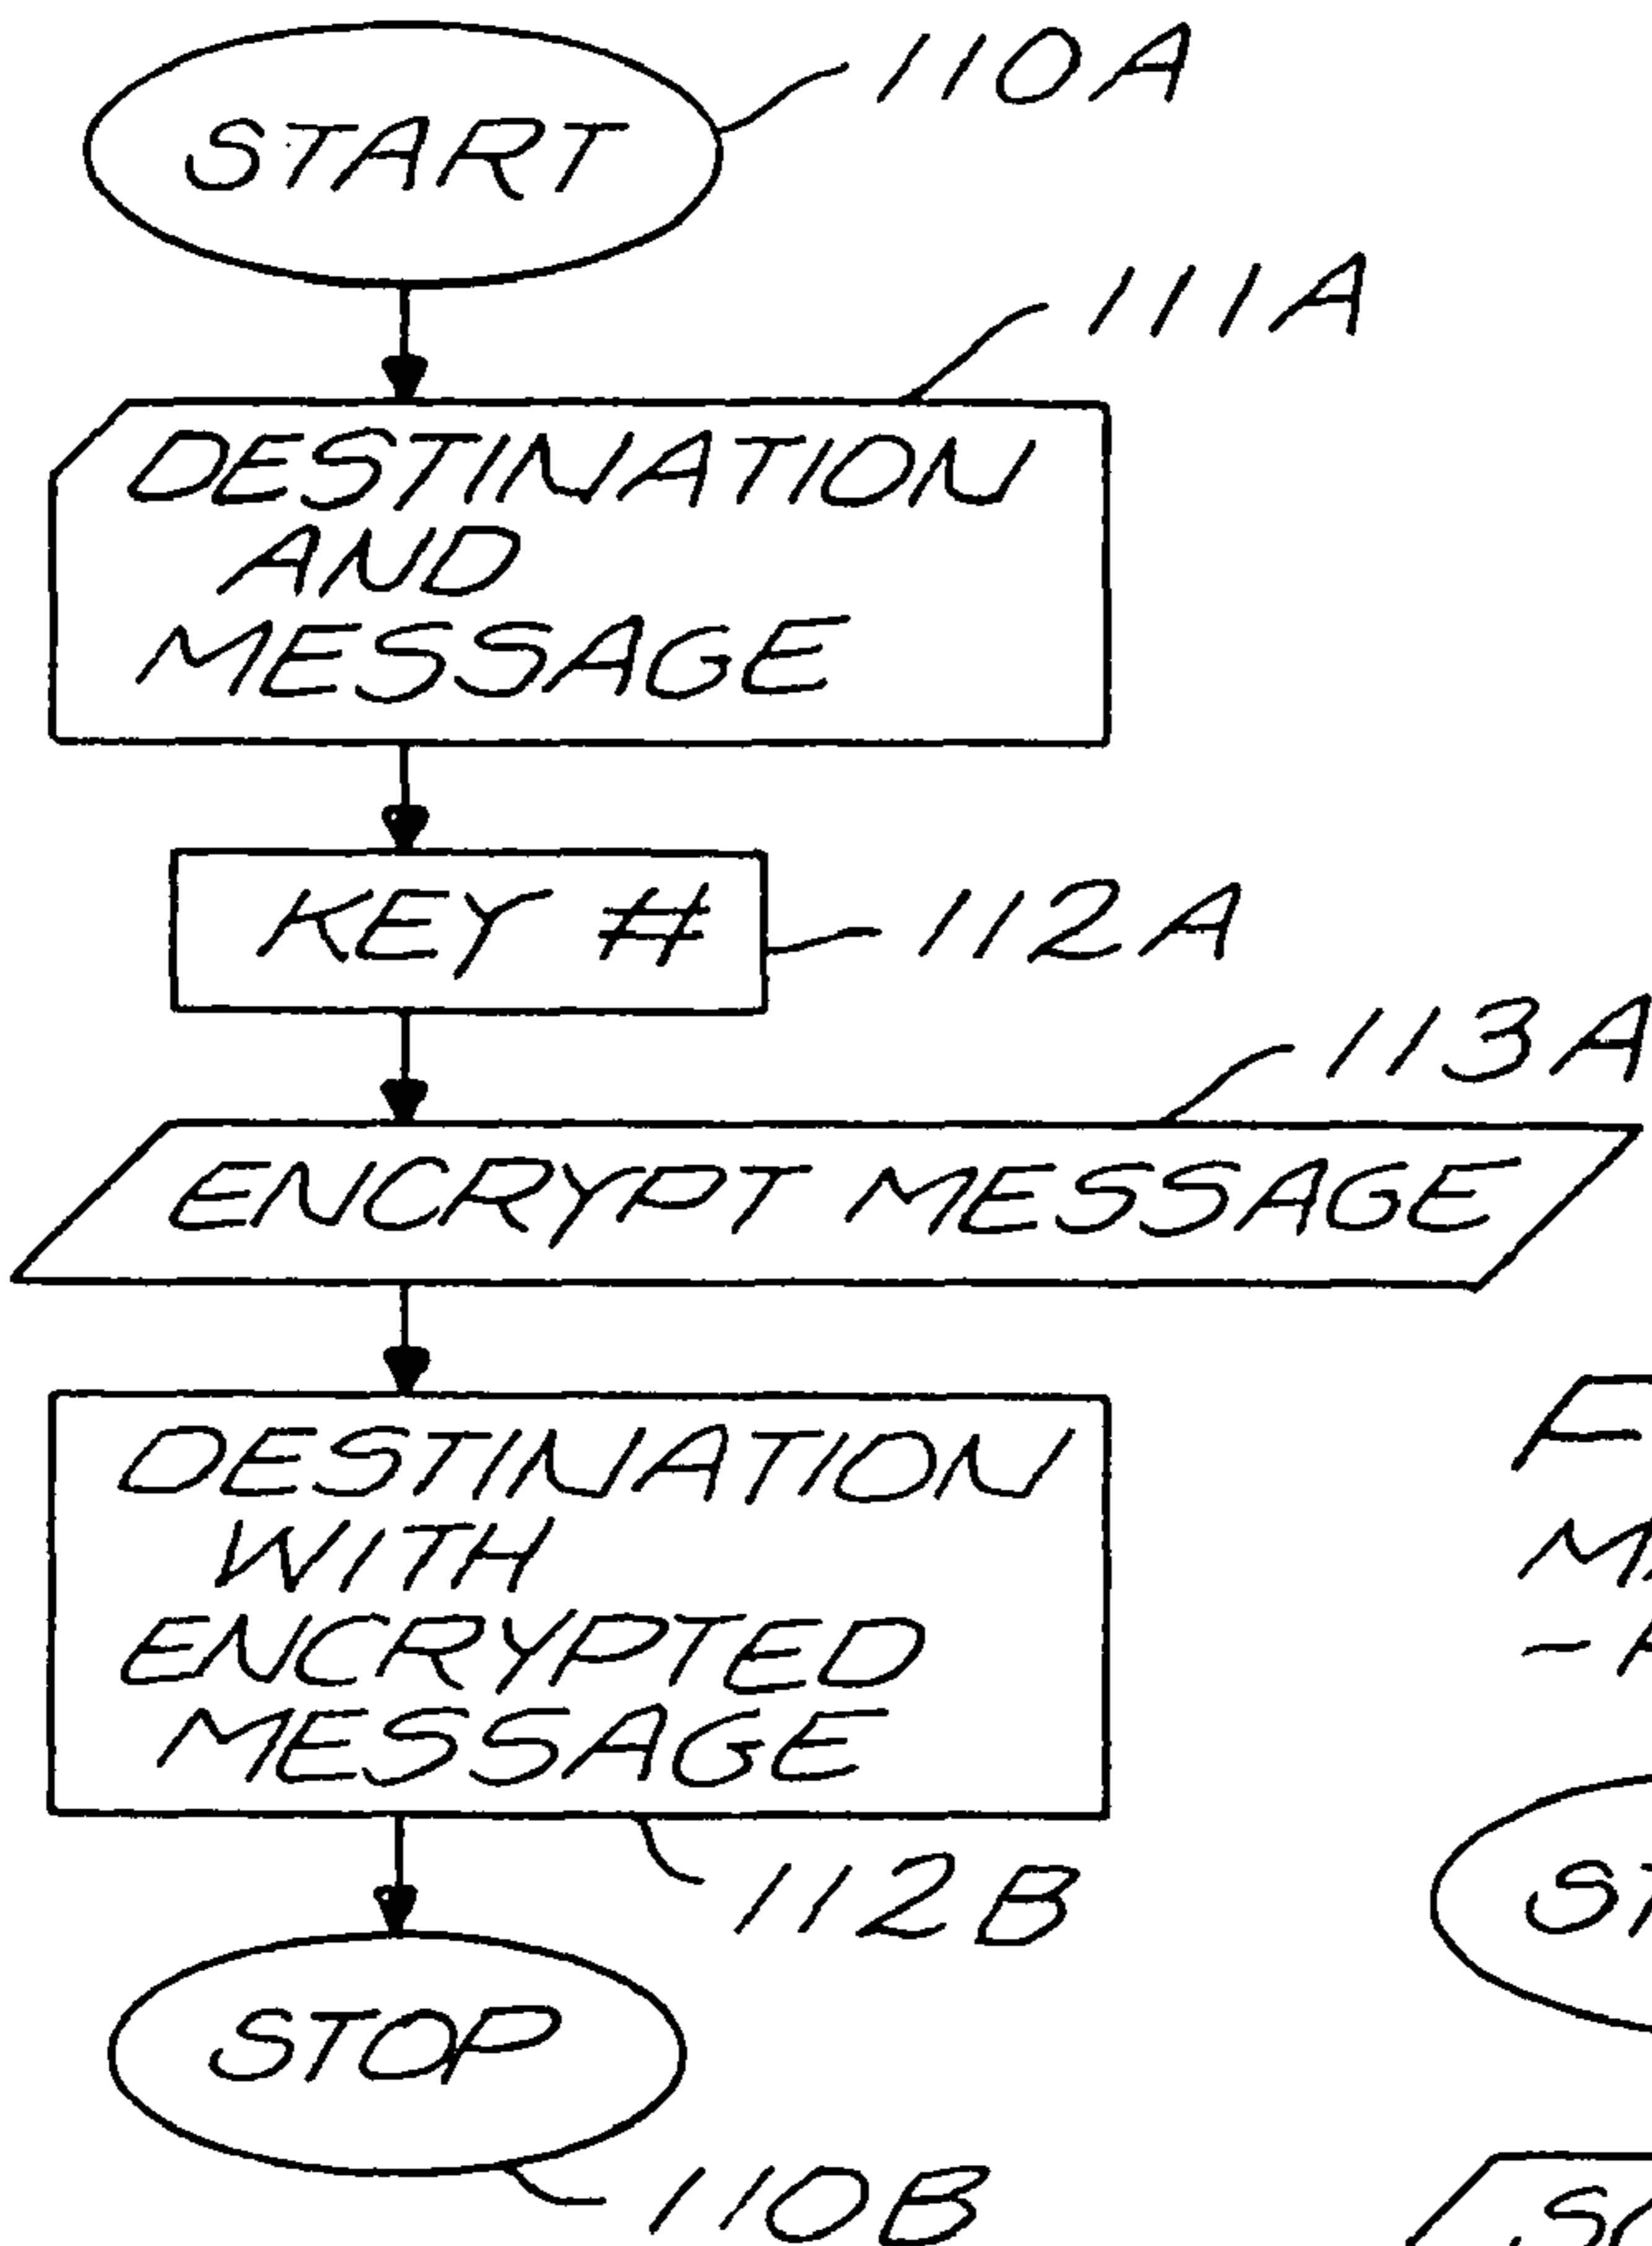 START
110A
111A
DESTINATION
AND
MESSAGE
KEY #
112A
113A
ENCRYPT MESSAGE
DESTINATION
WITH
ENCRYPTED
MESSAGE
112B
STOP
110B